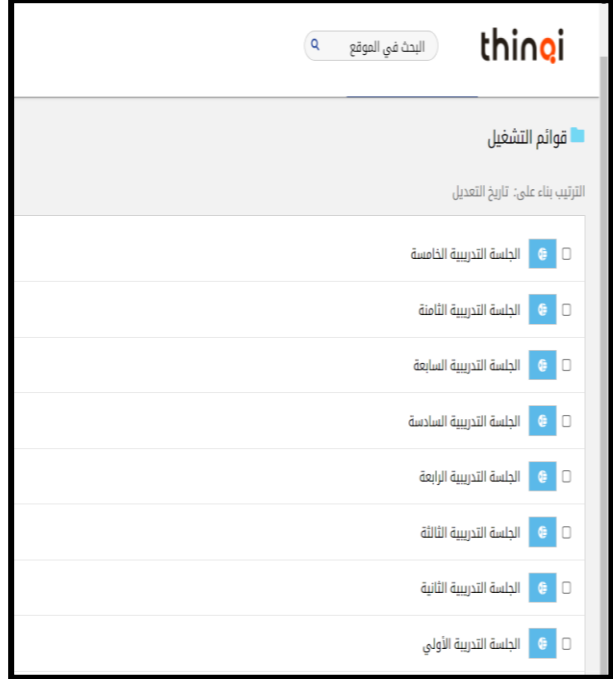 thinqi
البحث في الموقع
قوائم التشغيل
الترتيب بناء على: تاريخ التعديل
الجلسة التدريبية الخامسة
الجلسة التدريبية الثامنة
الجلسة التدريبية السابعة
الجلسة التدريبية السادسة
الجلسة التدريبية الرابعة
الجلسة التدريبية الثالثة
الجلسة التدريبية الثانية
الجلسة التدريبة الأولي